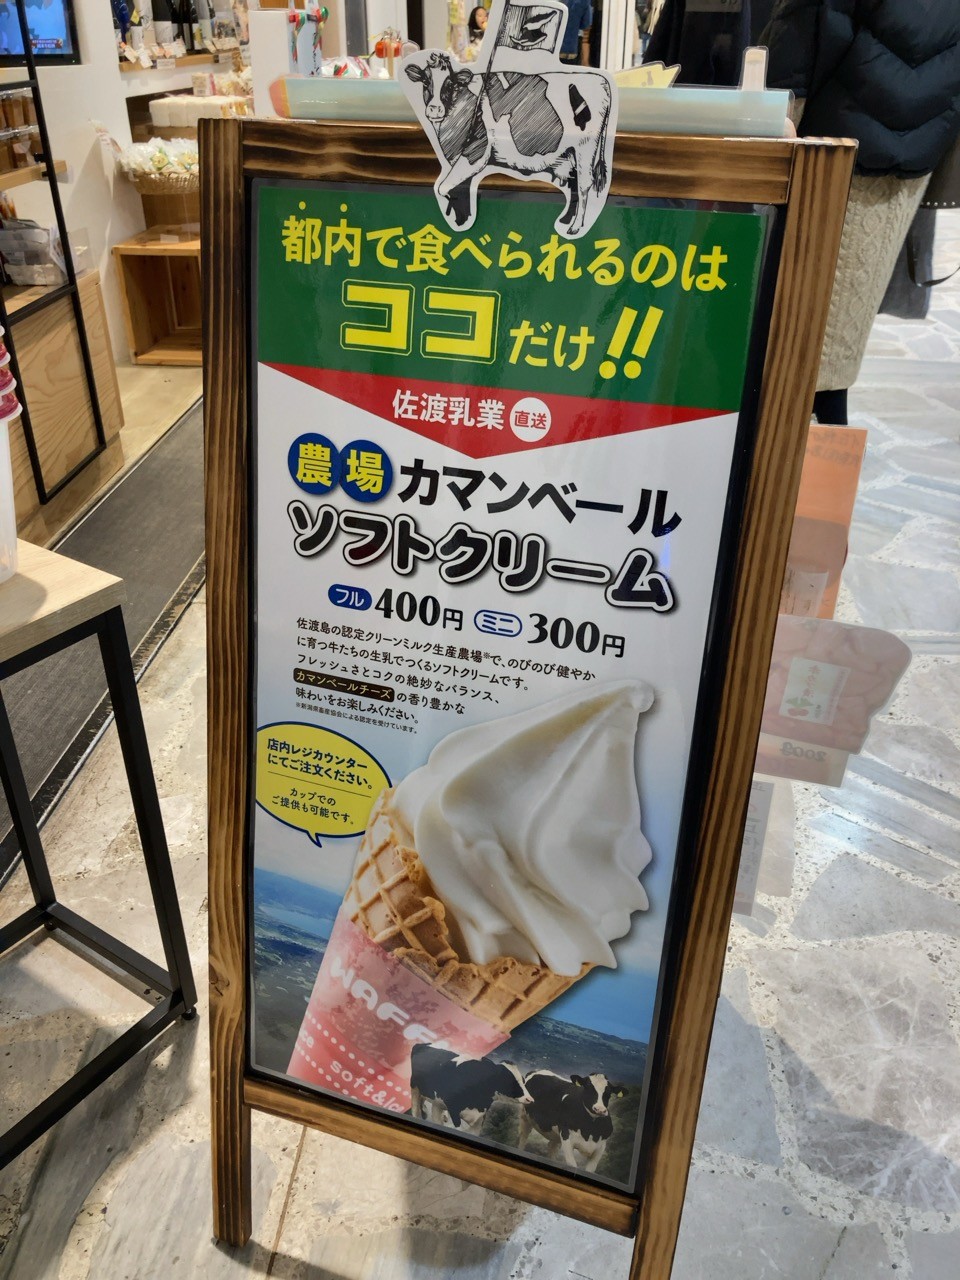 都内で食べられるのは
ココだけ!!
佐渡乳業 直送
農場 カマンベール
ソフトクリーム
フル 400円 ミニ 300円
佐渡島の認定クリーンミルク生産農場※で、のびのび健やか
に育つ牛たちの生乳でつくるソフトクリームです。
フレッシュさとコクの絶妙なバランス、
カマンベールチーズの香り豊かな
味わいをお楽しみください。
※新潟県畜産協会による認定を受けています。
店内レジカウンター
にてご注文ください。
カップでの
ご提供も可能です。
WAFF
soft&